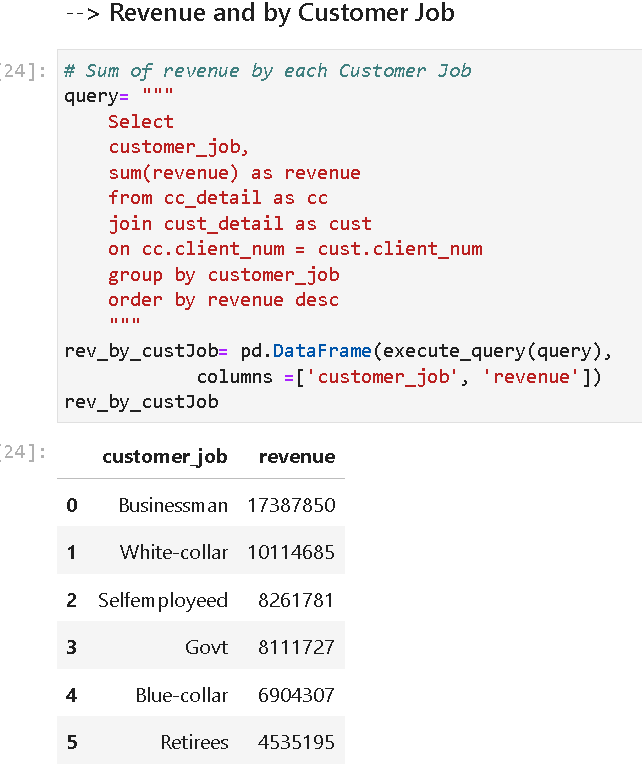 --> Revenue and by Customer Job
[24]: # Sum of revenue by each Customer Job
query= """
Select
customer_job,
sum(revenue) as revenue
from cc_detail as cc
join cust_detail as cust
on cc.client_num = cust.client_num
group by customer_job
order by revenue desc
"""
rev_by_custJob= pd.DataFrame(execute_query(query),
columns =['customer_job', 'revenue'])
rev_by_custJob
[24]:
customer_job revenue
0 Businessman 17387850
1 White-collar 10114685
2 Selfemployeed 8261781
3 Govt 8111727
4 Blue-collar 6904307
5 Retirees 4535195